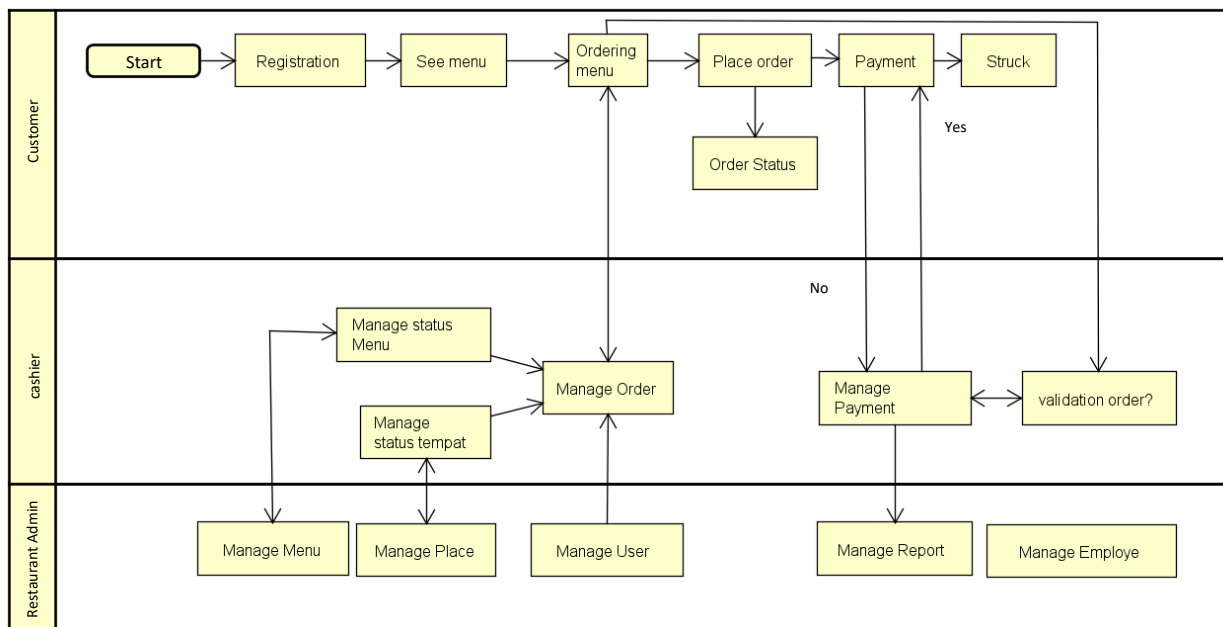 Customer
Start
Registration
See menu
Ordering
menu
Place order
Payment
Struck
Yes
Order Status
cashier
No
Manage status
Menu
Manage Order
Manage
status tempat
Manage
Payment
validation order?
Restaurant Admin
Manage Menu
Manage Place
Manage User
Manage Report
Manage Employe